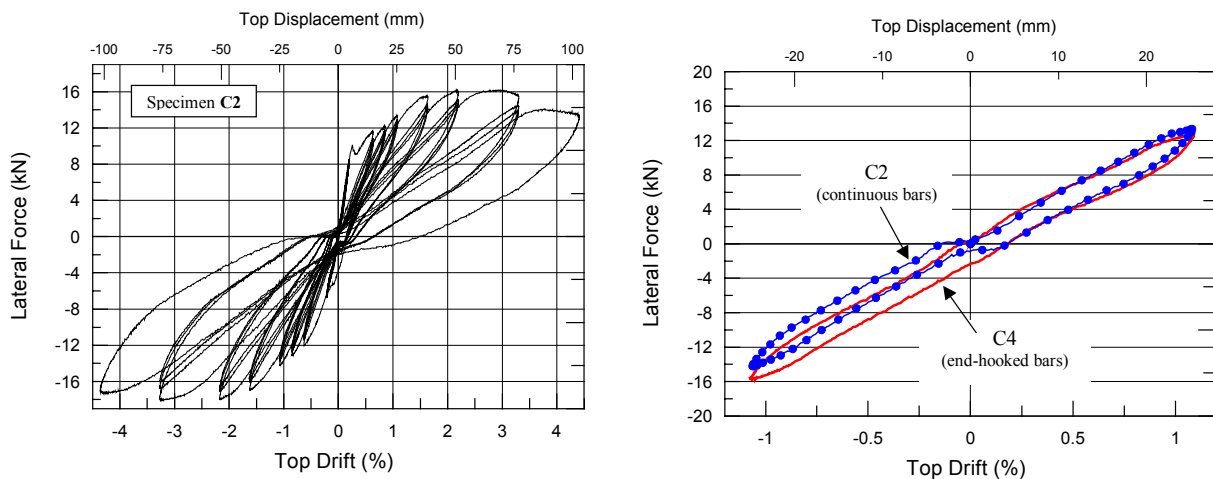 Top Displacement (mm)
-100 -75 -50 -25 0 25 50 75 100
Specimen C2
16
12
8
4
0
-4
-8
-12
-16
Lateral Force (kN)
-4 -3 -2 -1 0 1 2 3 4
Top Drift (%)
Top Displacement (mm)
-20 -10 0 10 20
20
16
12
8
4
0
-4
-8
-12
-16
-20
Lateral Force (kN)
C2
(continuous bars)
C4
(end-hooked bars)
-1 -0.5 0 0.5 1
Top Drift (%)